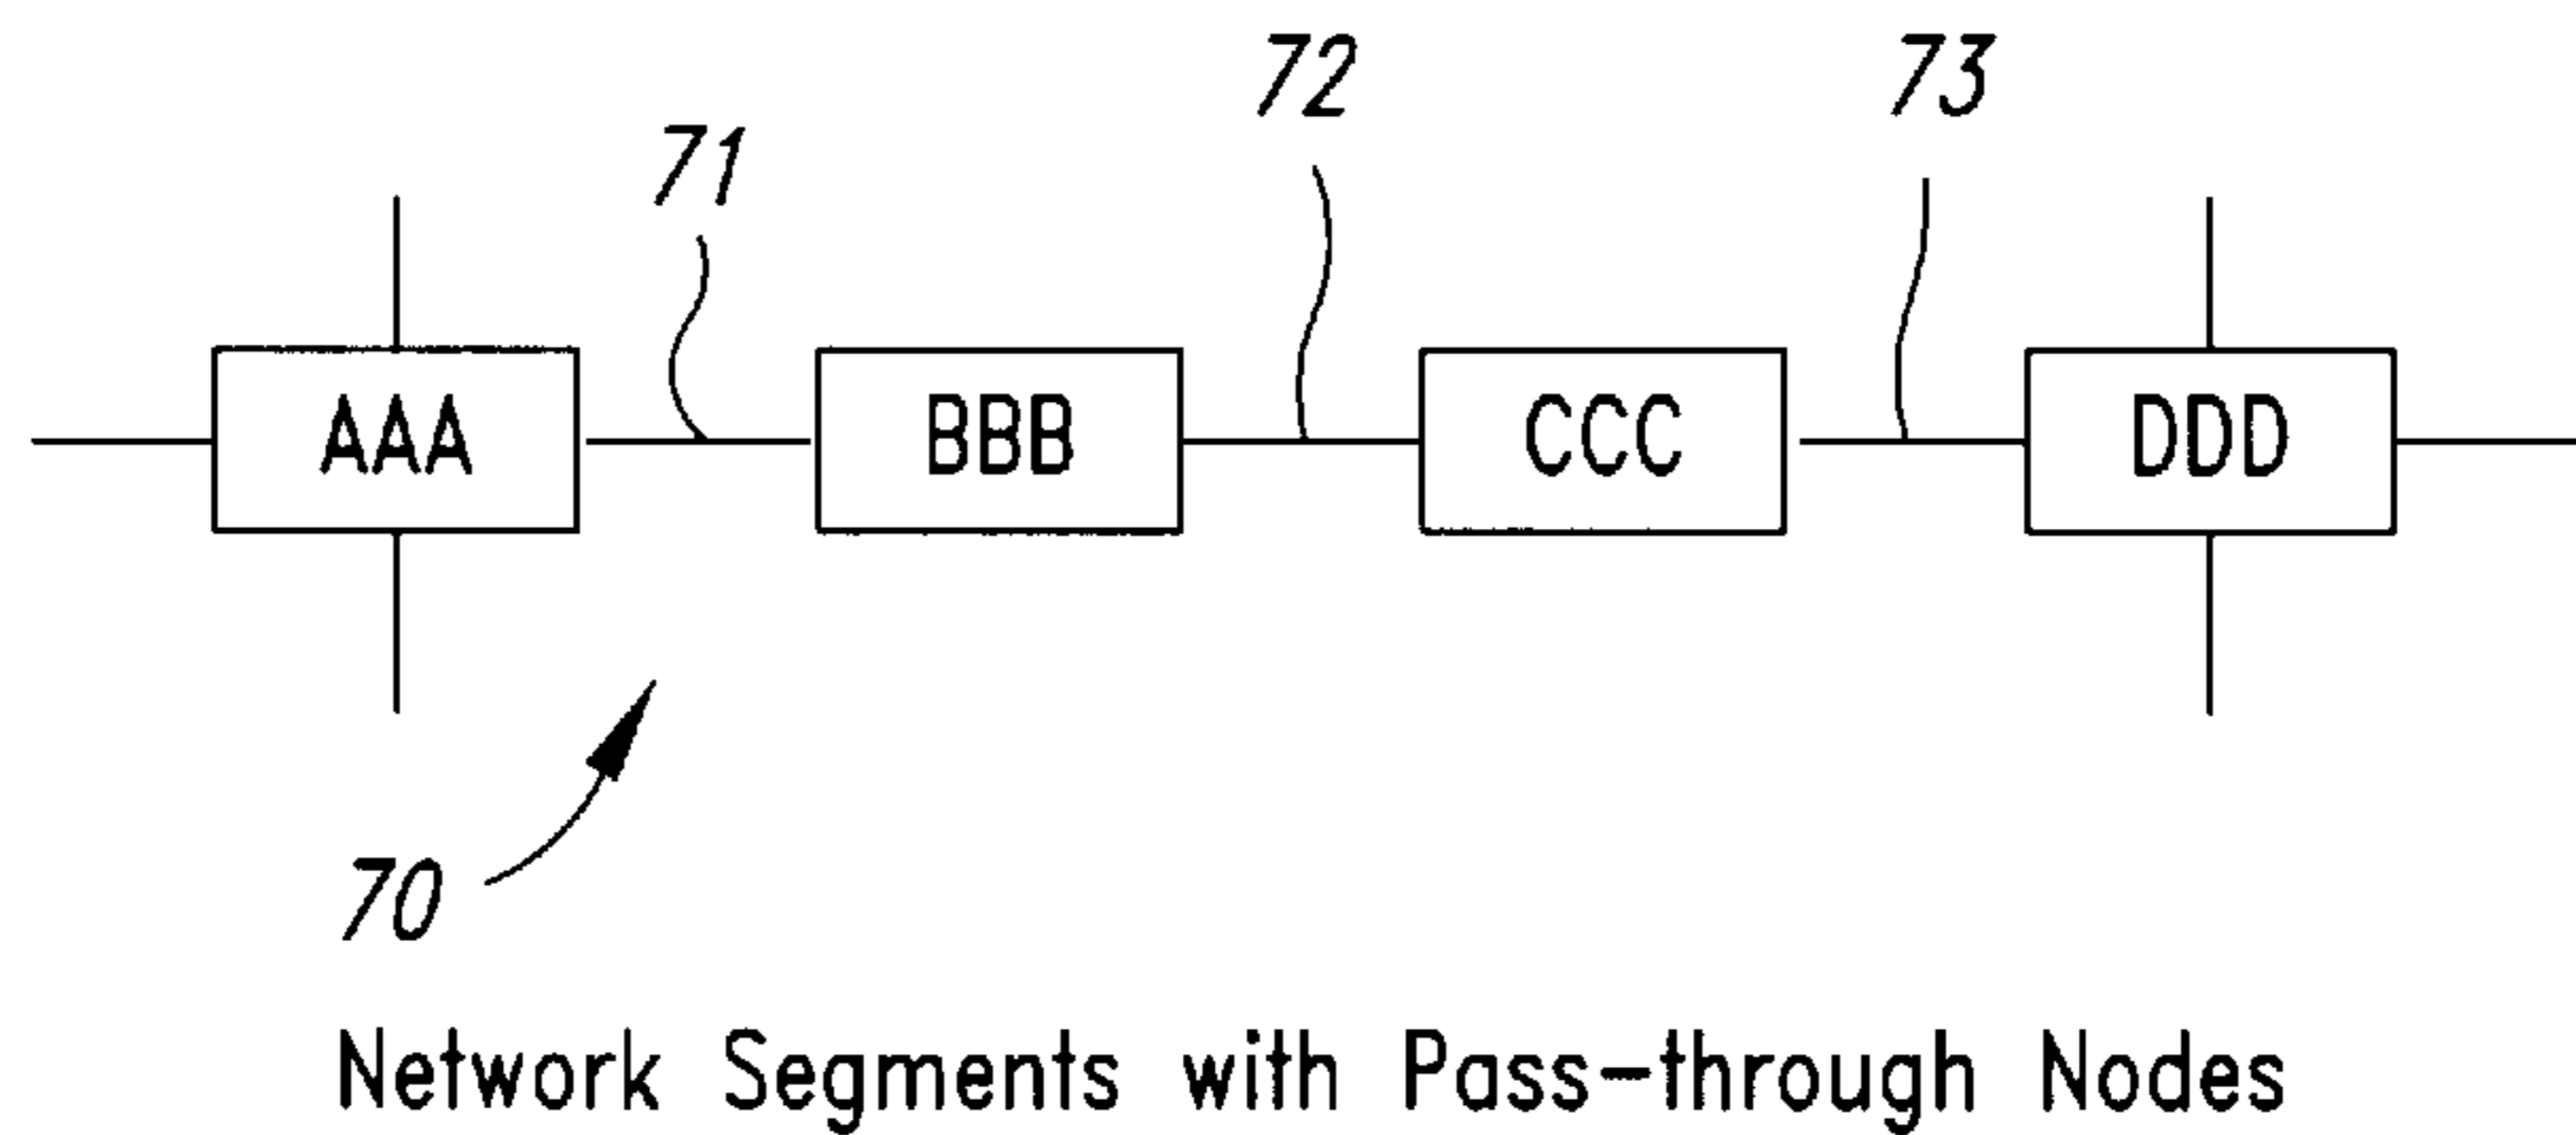 72 73
71
AAA BBB CCC DDD
70
Network Segments with Pass-through Nodes